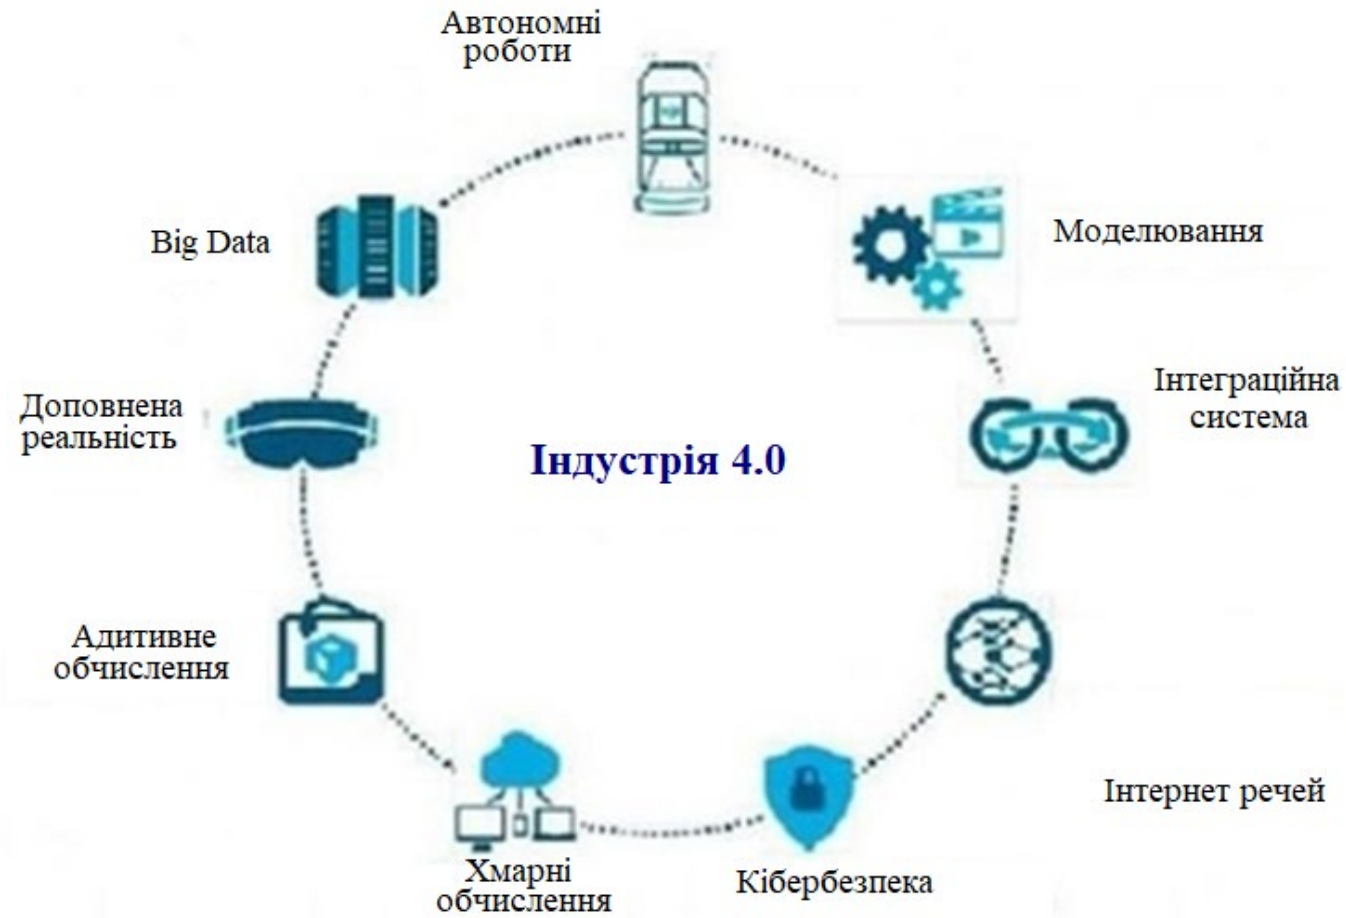 Автономні
роботи
Big Data
Моделювання
Доповнена
реальність
Інтеграційна
система
Індустрія 4.0
Адитивне
обчислення
Інтернет речей
Хмарні
обчислення
Кібербезпека